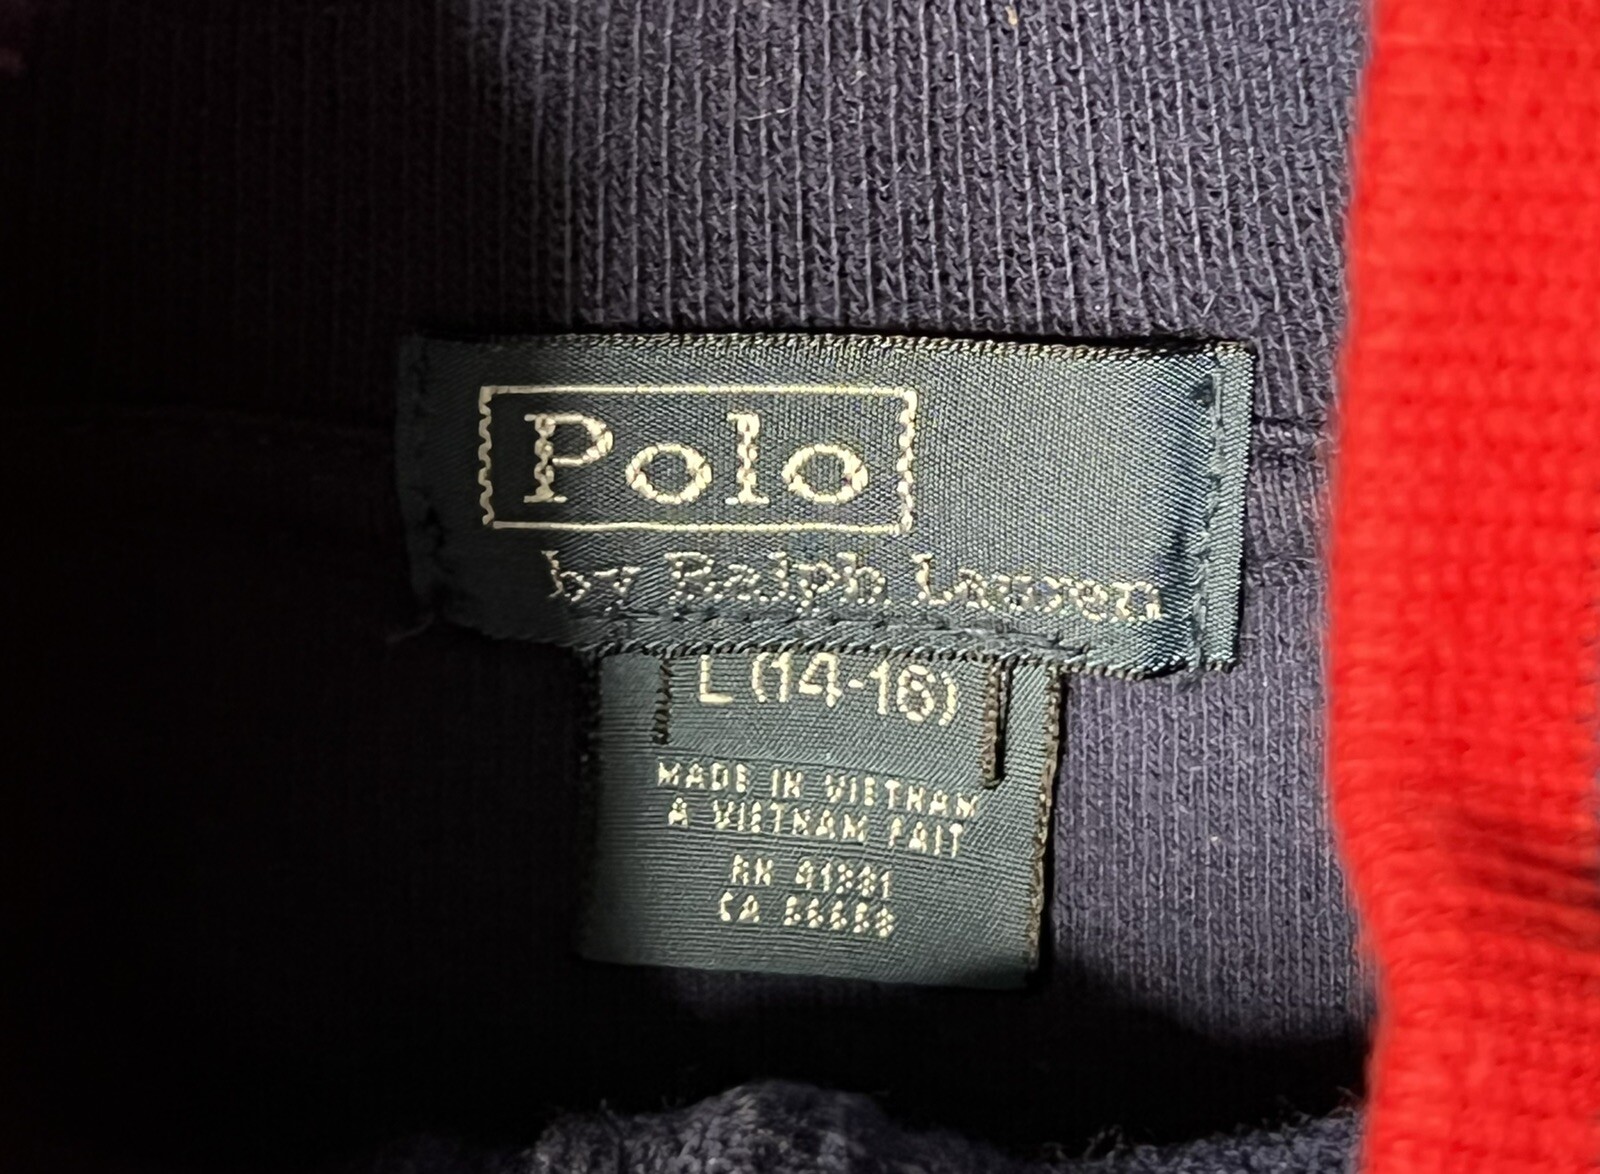 Polo
by Ralph Lauren
L (14-16)
MADE IN VIETNAM
A VIETNAM FAIT
RN 41381
CA 56658